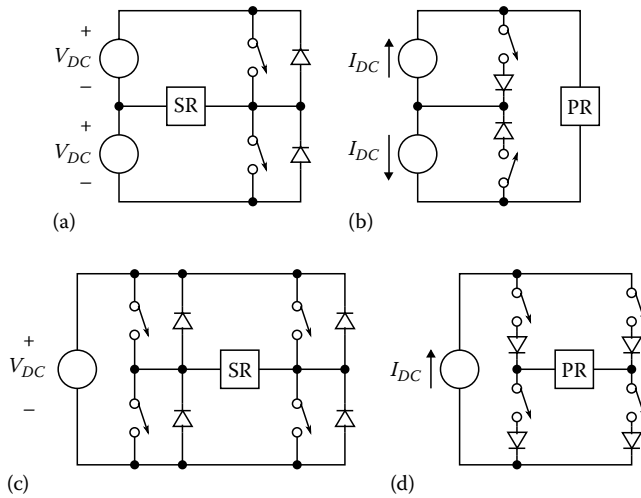 +
V_DC
−
SR
+
V_DC
−
(a)
I_DC
PR
I_DC
(b)
+
V_DC
−
SR
(c)
I_DC
PR
(d)